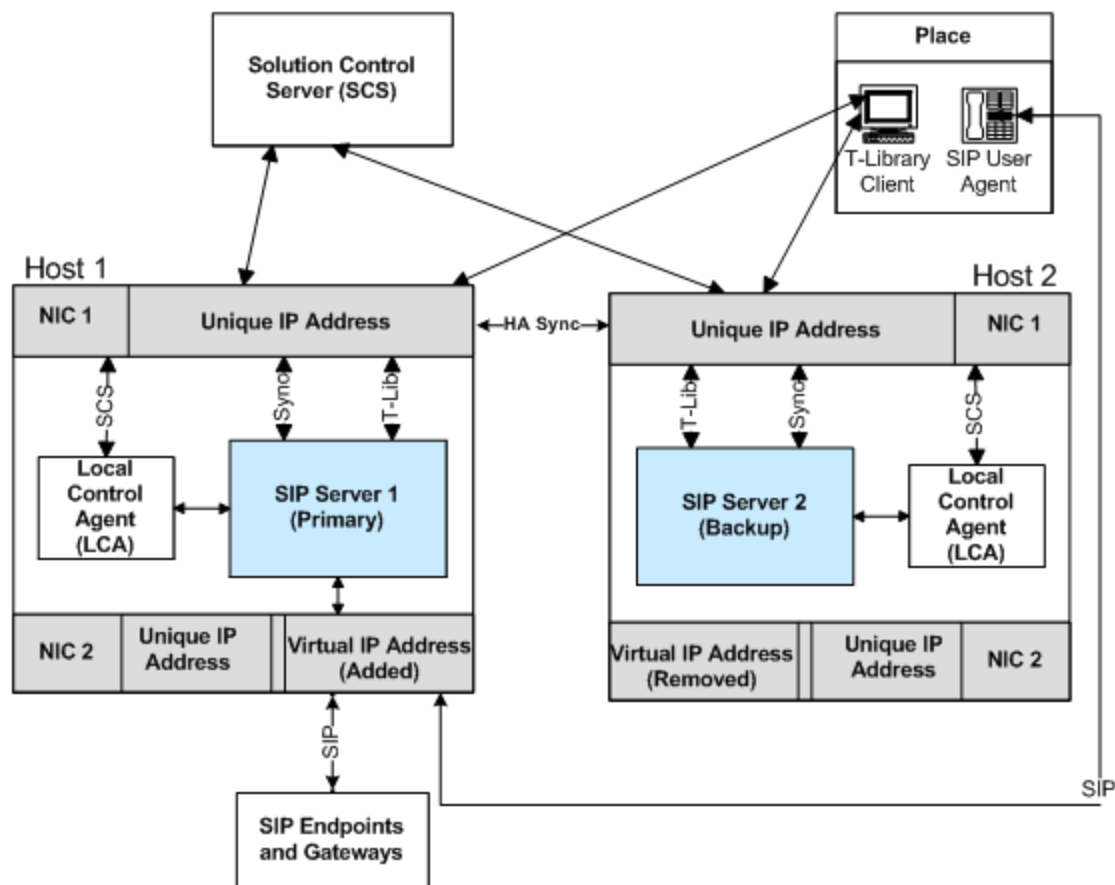 Solution Control
Server (SCS)
Place
T-Library
Client
SIP User
Agent
Host 1
Host 2
NIC 1
Unique IP Address
HA Sync
Unique IP Address
NIC 1
SCS
Sync
T-Lib
T-Lib
Sync
SCS
Local
Control
Agent
(LCA)
SIP Server 1
(Primary)
SIP Server 2
(Backup)
Local
Control
Agent
(LCA)
NIC 2
Unique IP
Address
Virtual IP Address
(Added)
Virtual IP Address
(Removed)
Unique IP
Address
NIC 2
SIP
SIP
SIP Endpoints
and Gateways